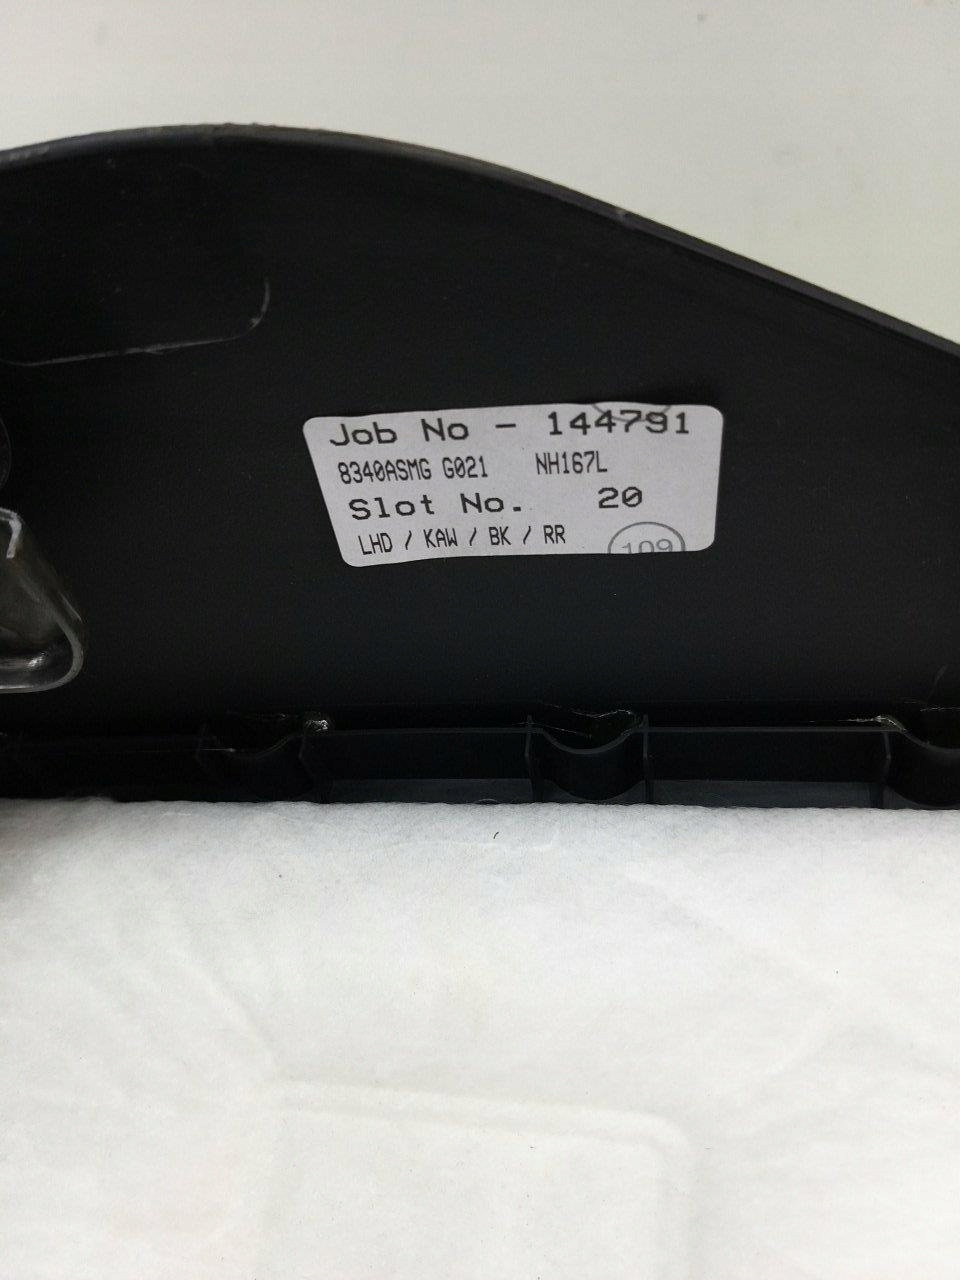 Job No - 144791
8340ASMG G021 NH167L
Slot No. 20
LHD / KAW / BK / RR
109